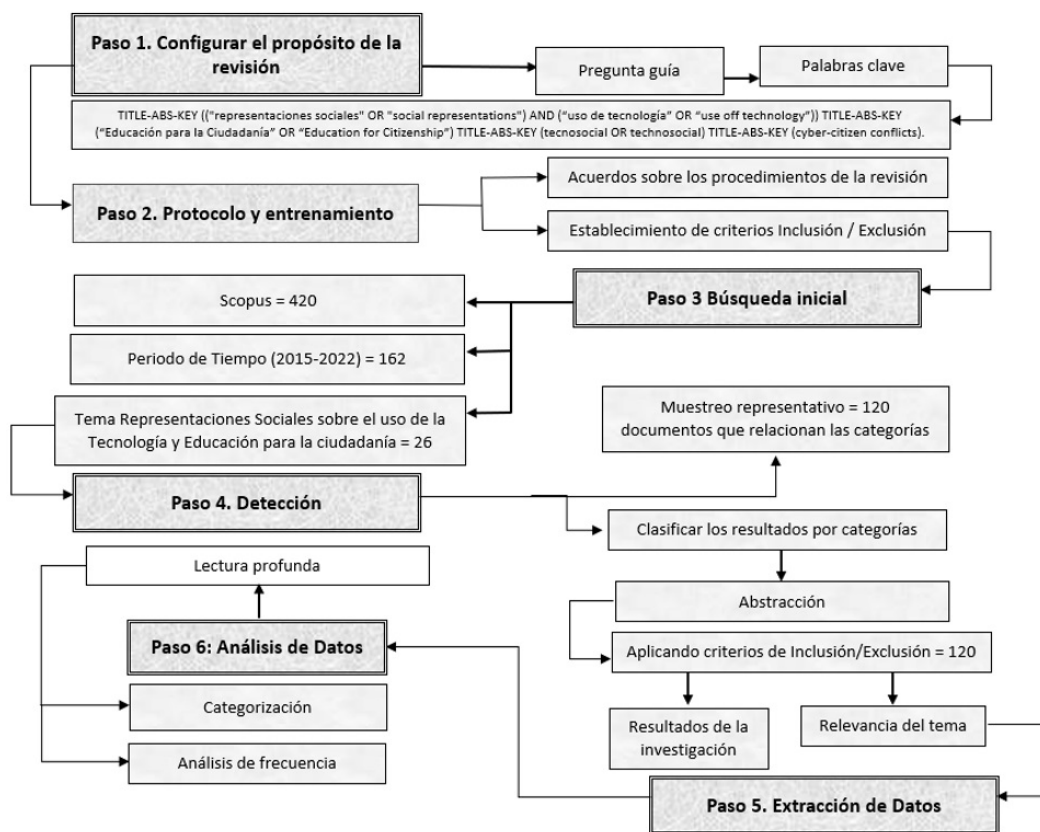 Paso 1. Configurar el propósito de la
revisión
Pregunta guía
Palabras clave
TITLE-ABS-KEY (("representaciones sociales" OR "social representations") AND (“uso de tecnología” OR “use off technology”)) TITLE-ABS-KEY
(“Educación para la Ciudadanía” OR “Education for Citizenship”) TITLE-ABS-KEY (tecnosocial OR technosocial) TITLE-ABS-KEY (cyber-citizen conflicts).
Paso 2. Protocolo y entrenamiento
Acuerdos sobre los procedimientos de la revisión
Establecimiento de criterios Inclusión / Exclusión
Paso 3 Búsqueda inicial
Scopus = 420
Periodo de Tiempo (2015-2022) = 162
Tema Representaciones Sociales sobre el uso de la
Tecnología y Educación para la ciudadanía = 26
Paso 4. Detección
Muestreo representativo = 120
documentos que relacionan las categorías
Clasificar los resultados por categorías
Abstracción
Aplicando criterios de Inclusión/Exclusión = 120
Resultados de la
investigación
Relevancia del tema
Paso 5. Extracción de Datos
Paso 6: Análisis de Datos
Lectura profunda
Categorización
Análisis de frecuencia